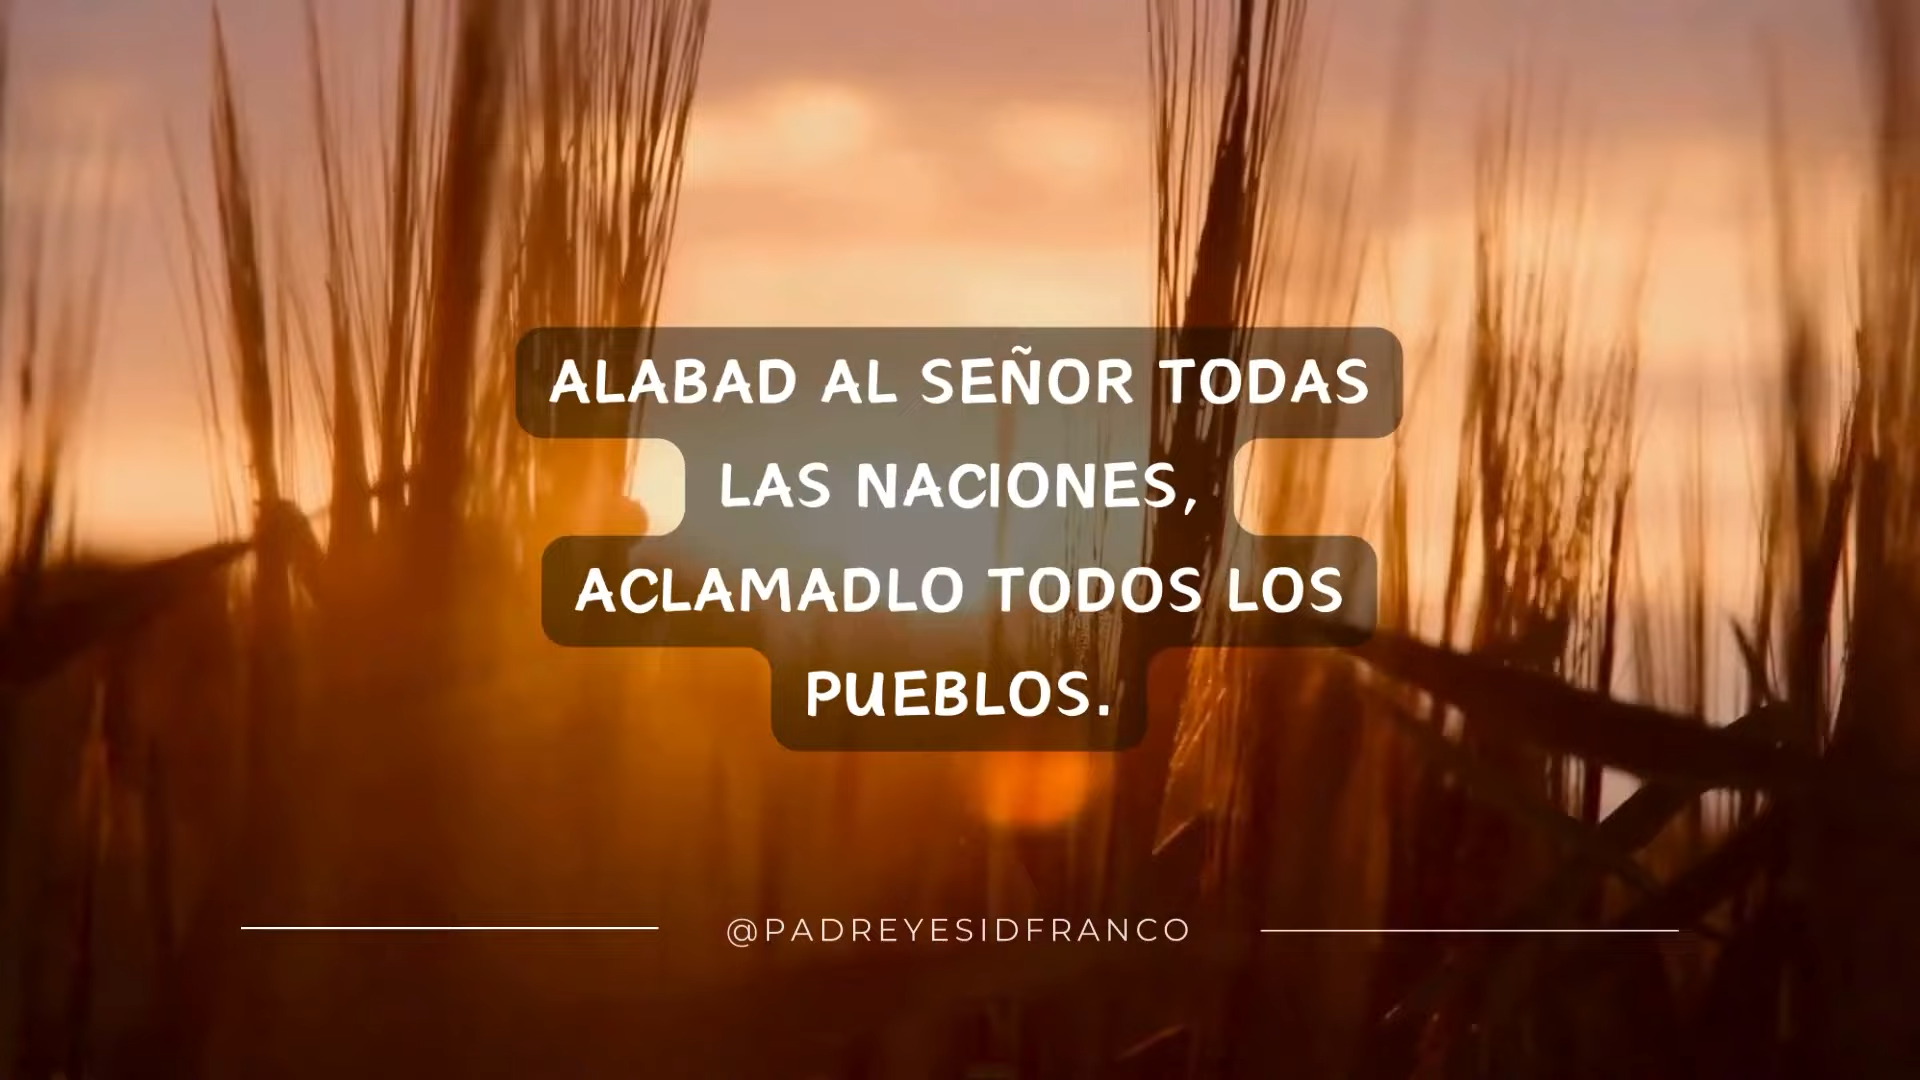 ALABAD AL SEÑOR TODAS
LAS NACIONES,
ACLAMADLO TODOS LOS
PUEBLOS.
@PADREYESIDFRANCO